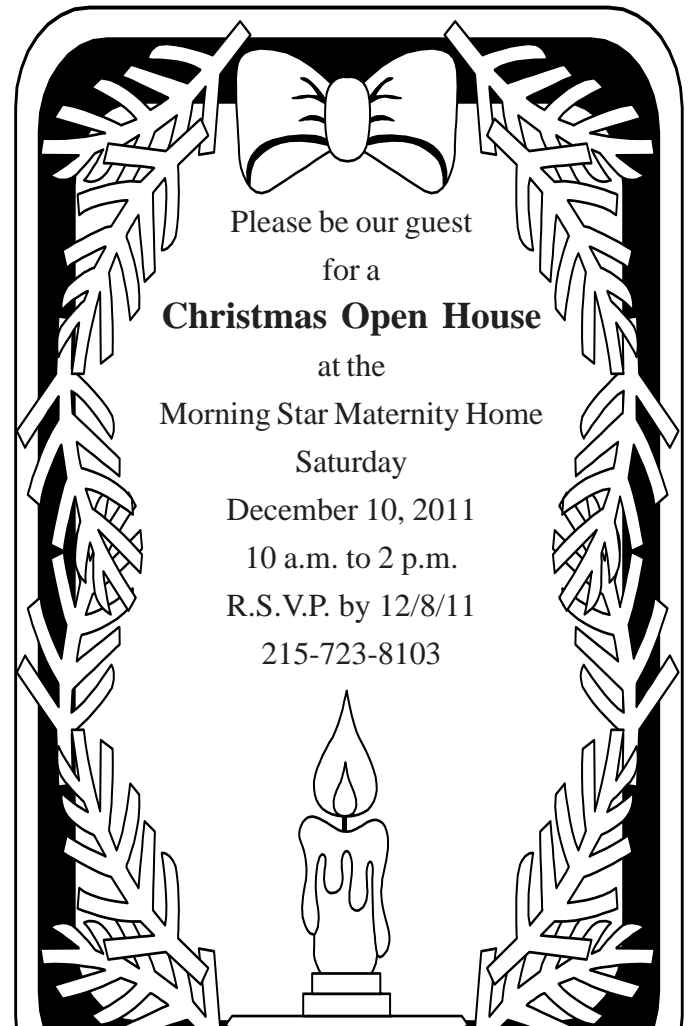 Please be our guest
for a
Christmas Open House
at the
Morning Star Maternity Home
Saturday
December 10, 2011
10 a.m. to 2 p.m.
R.S.V.P. by 12/8/11
215-723-8103